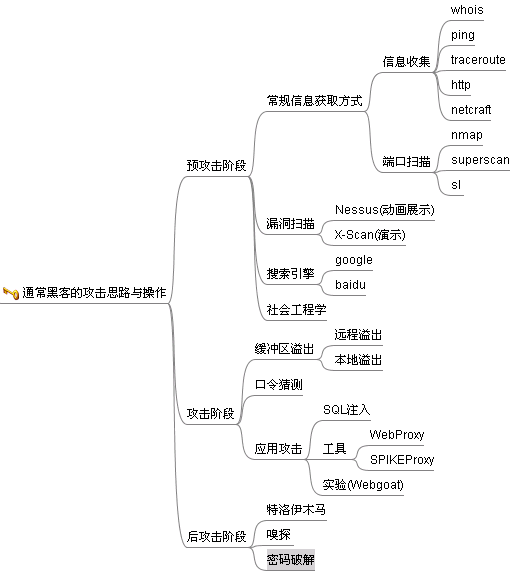 通常黑客的攻击思路与操作
预攻击阶段
常规信息获取方式
信息收集
whois
ping
traceroute
http
netcraft
端口扫描
nmap
superscan
sl
漏洞扫描
Nessus(动画展示)
X-Scan(演示)
搜索引擎
google
baidu
社会工程学
攻击阶段
缓冲区溢出
远程溢出
本地溢出
口令猜测
应用攻击
SQL注入
工具
WebProxy
SPIKEProxy
实验(Webgoat)
后攻击阶段
特洛伊木马
嗅探
密码破解